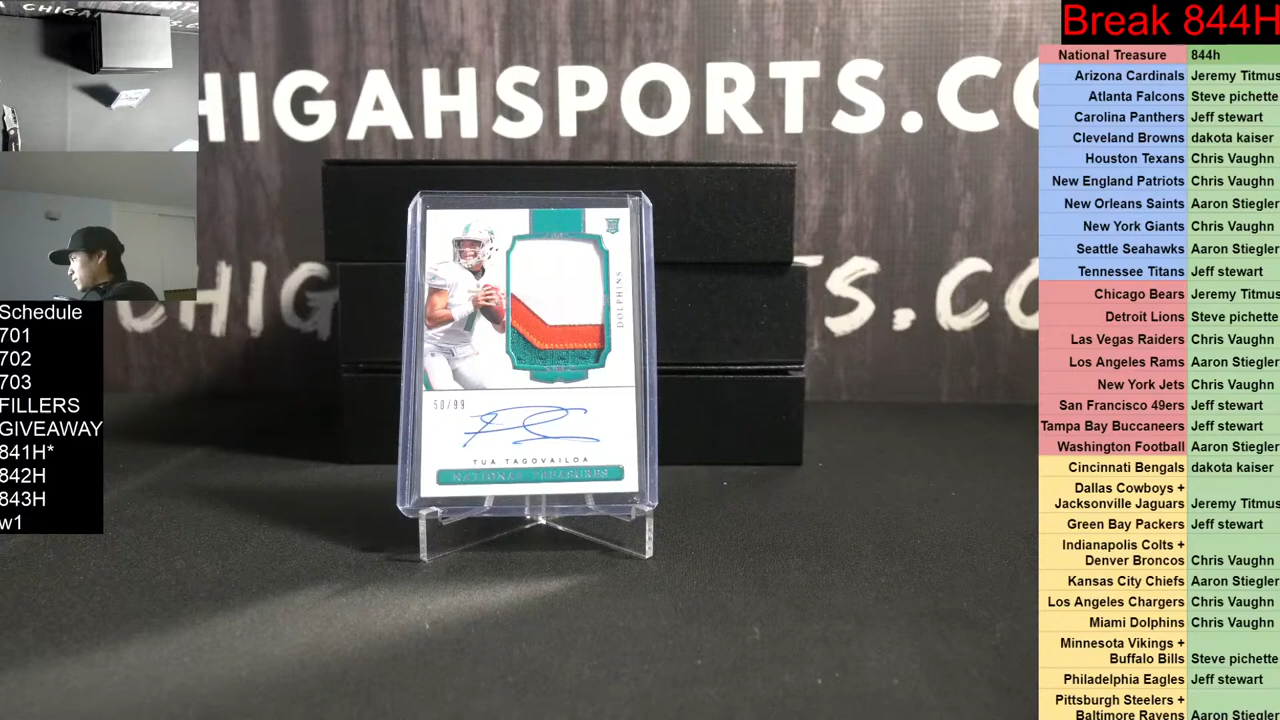 Break 844H
National Treasure 844h
Arizona Cardinals Jeremy Titmus
Atlanta Falcons Steve pichette
Carolina Panthers Jeff stewart
Cleveland Browns dakota kaiser
Houston Texans Chris Vaughn
New England Patriots Chris Vaughn
New Orleans Saints Aaron Stiegler
New York Giants Chris Vaughn
Seattle Seahawks Aaron Stiegler
Tennessee Titans Jeff stewart
Chicago Bears Jeremy Titmus
Detroit Lions Steve pichette
Las Vegas Raiders Chris Vaughn
Los Angeles Rams Aaron Stiegler
New York Jets Chris Vaughn
San Francisco 49ers Jeff stewart
Tampa Bay Buccaneers Jeff stewart
Washington Football Aaron Stiegler
Cincinnati Bengals dakota kaiser
Dallas Cowboys +
Jacksonville Jaguars Jeremy Titmus
Green Bay Packers Jeff stewart
Indianapolis Colts +
Denver Broncos Chris Vaughn
Kansas City Chiefs Aaron Stiegler
Los Angeles Chargers Chris Vaughn
Miami Dolphins Chris Vaughn
Minnesota Vikings +
Buffalo Bills Steve pichette
Philadelphia Eagles Jeff stewart
Pittsburgh Steelers +
Baltimore Ravens Aaron Stiegler
Schedule
701
702
703
FILLERS
GIVEAWAY
841H*
842H
843H
w1
HIGAHSPORTS.CO
HIG TS.CO
DOLPHINS
50/99
TUA TAGOVAILOA
NATIONAL TREASURES